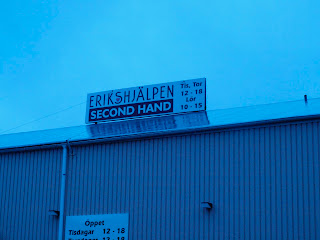 ERIKSHJÄLPEN
SECOND HAND
Tis, Tor
12 - 18
Lör
10 - 15
Öppet
Tisdagar 12 - 18